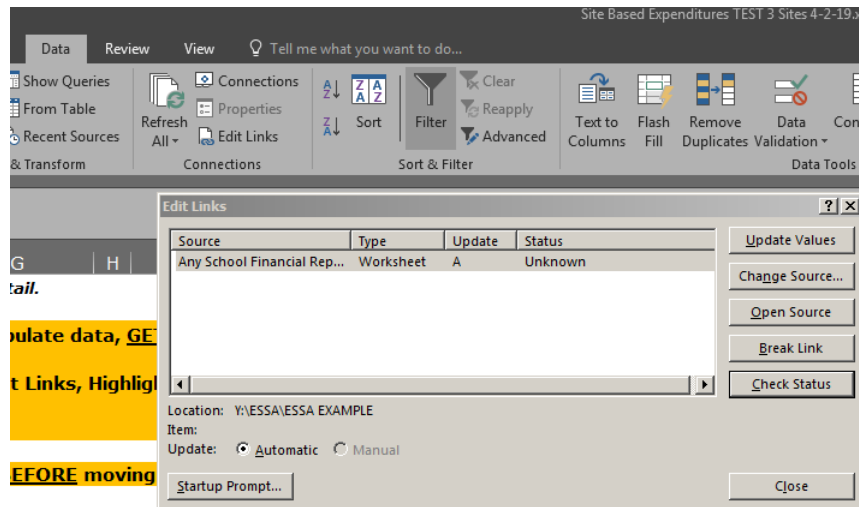 Site Based Expenditures TEST 3 Sites 4-2-19.x
Data Review View Tell me what you want to do...
Show Queries
From Table
Recent Sources
& Transform
Refresh All
Connections
Properties
Edit Links
Connections
Sort
Filter
Clear
Reapply
Advanced
Sort & Filter
Text to Columns
Flash Fill
Remove Duplicates
Data Validation
Con
Data Tools
G H
tail.
oulate data, GE
t Links, Highligl
EFORE moving
Edit Links
Source Type Update Status
Any School Financial Rep... Worksheet A Unknown
Update Values
Change Source...
Open Source
Break Link
Check Status
Location: Y:\ESSA\ESSA EXAMPLE
Item:
Update: Automatic Manual
Startup Prompt...
Close